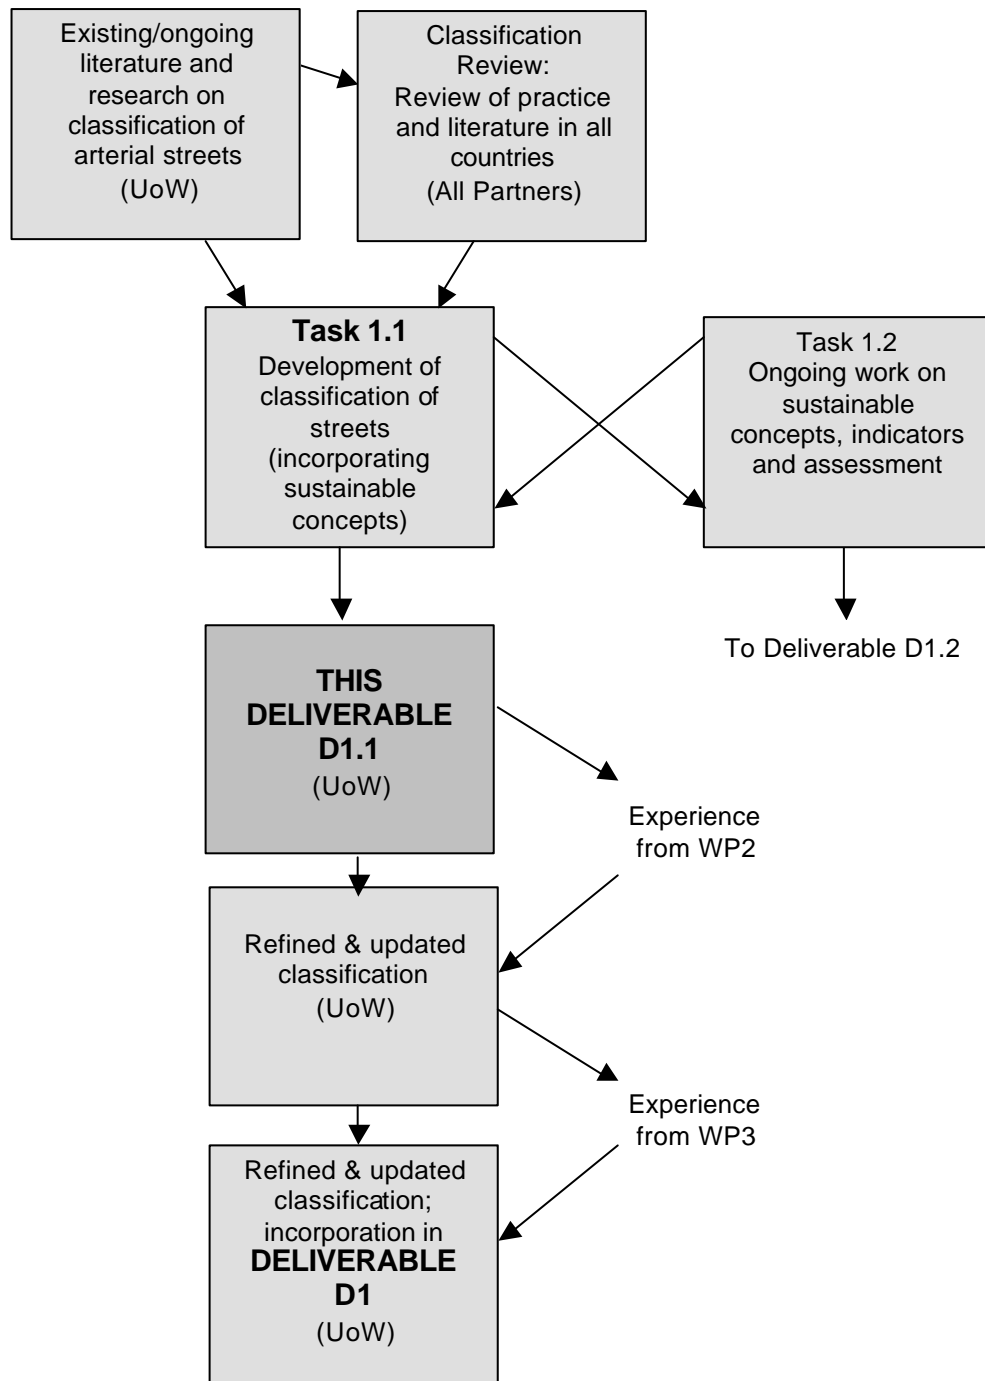 Existing/ongoing
literature and
research on
classification of
arterial streets
(UoW)
Classification
Review:
Review of practice
and literature in all
countries
(All Partners)
Task 1.1
Development of
classification of
streets
(incorporating
sustainable
concepts)
Task 1.2
Ongoing work on
sustainable
concepts, indicators
and assessment
To Deliverable D1.2
THIS
DELIVERABLE
D1.1
(UoW)
Experience
from WP2
Refined & updated
classification
(UoW)
Experience
from WP3
Refined & updated
classification;
incorporation in
DELIVERABLE
D1
(UoW)